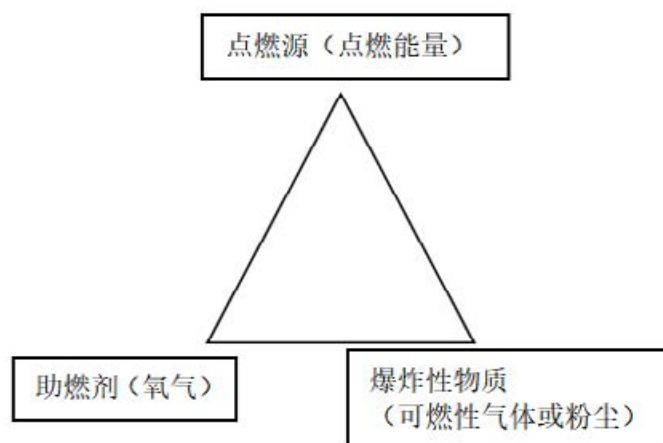 点燃源（点燃能量）
助燃剂（氧气）
爆炸性物质
（可燃性气体或粉尘）